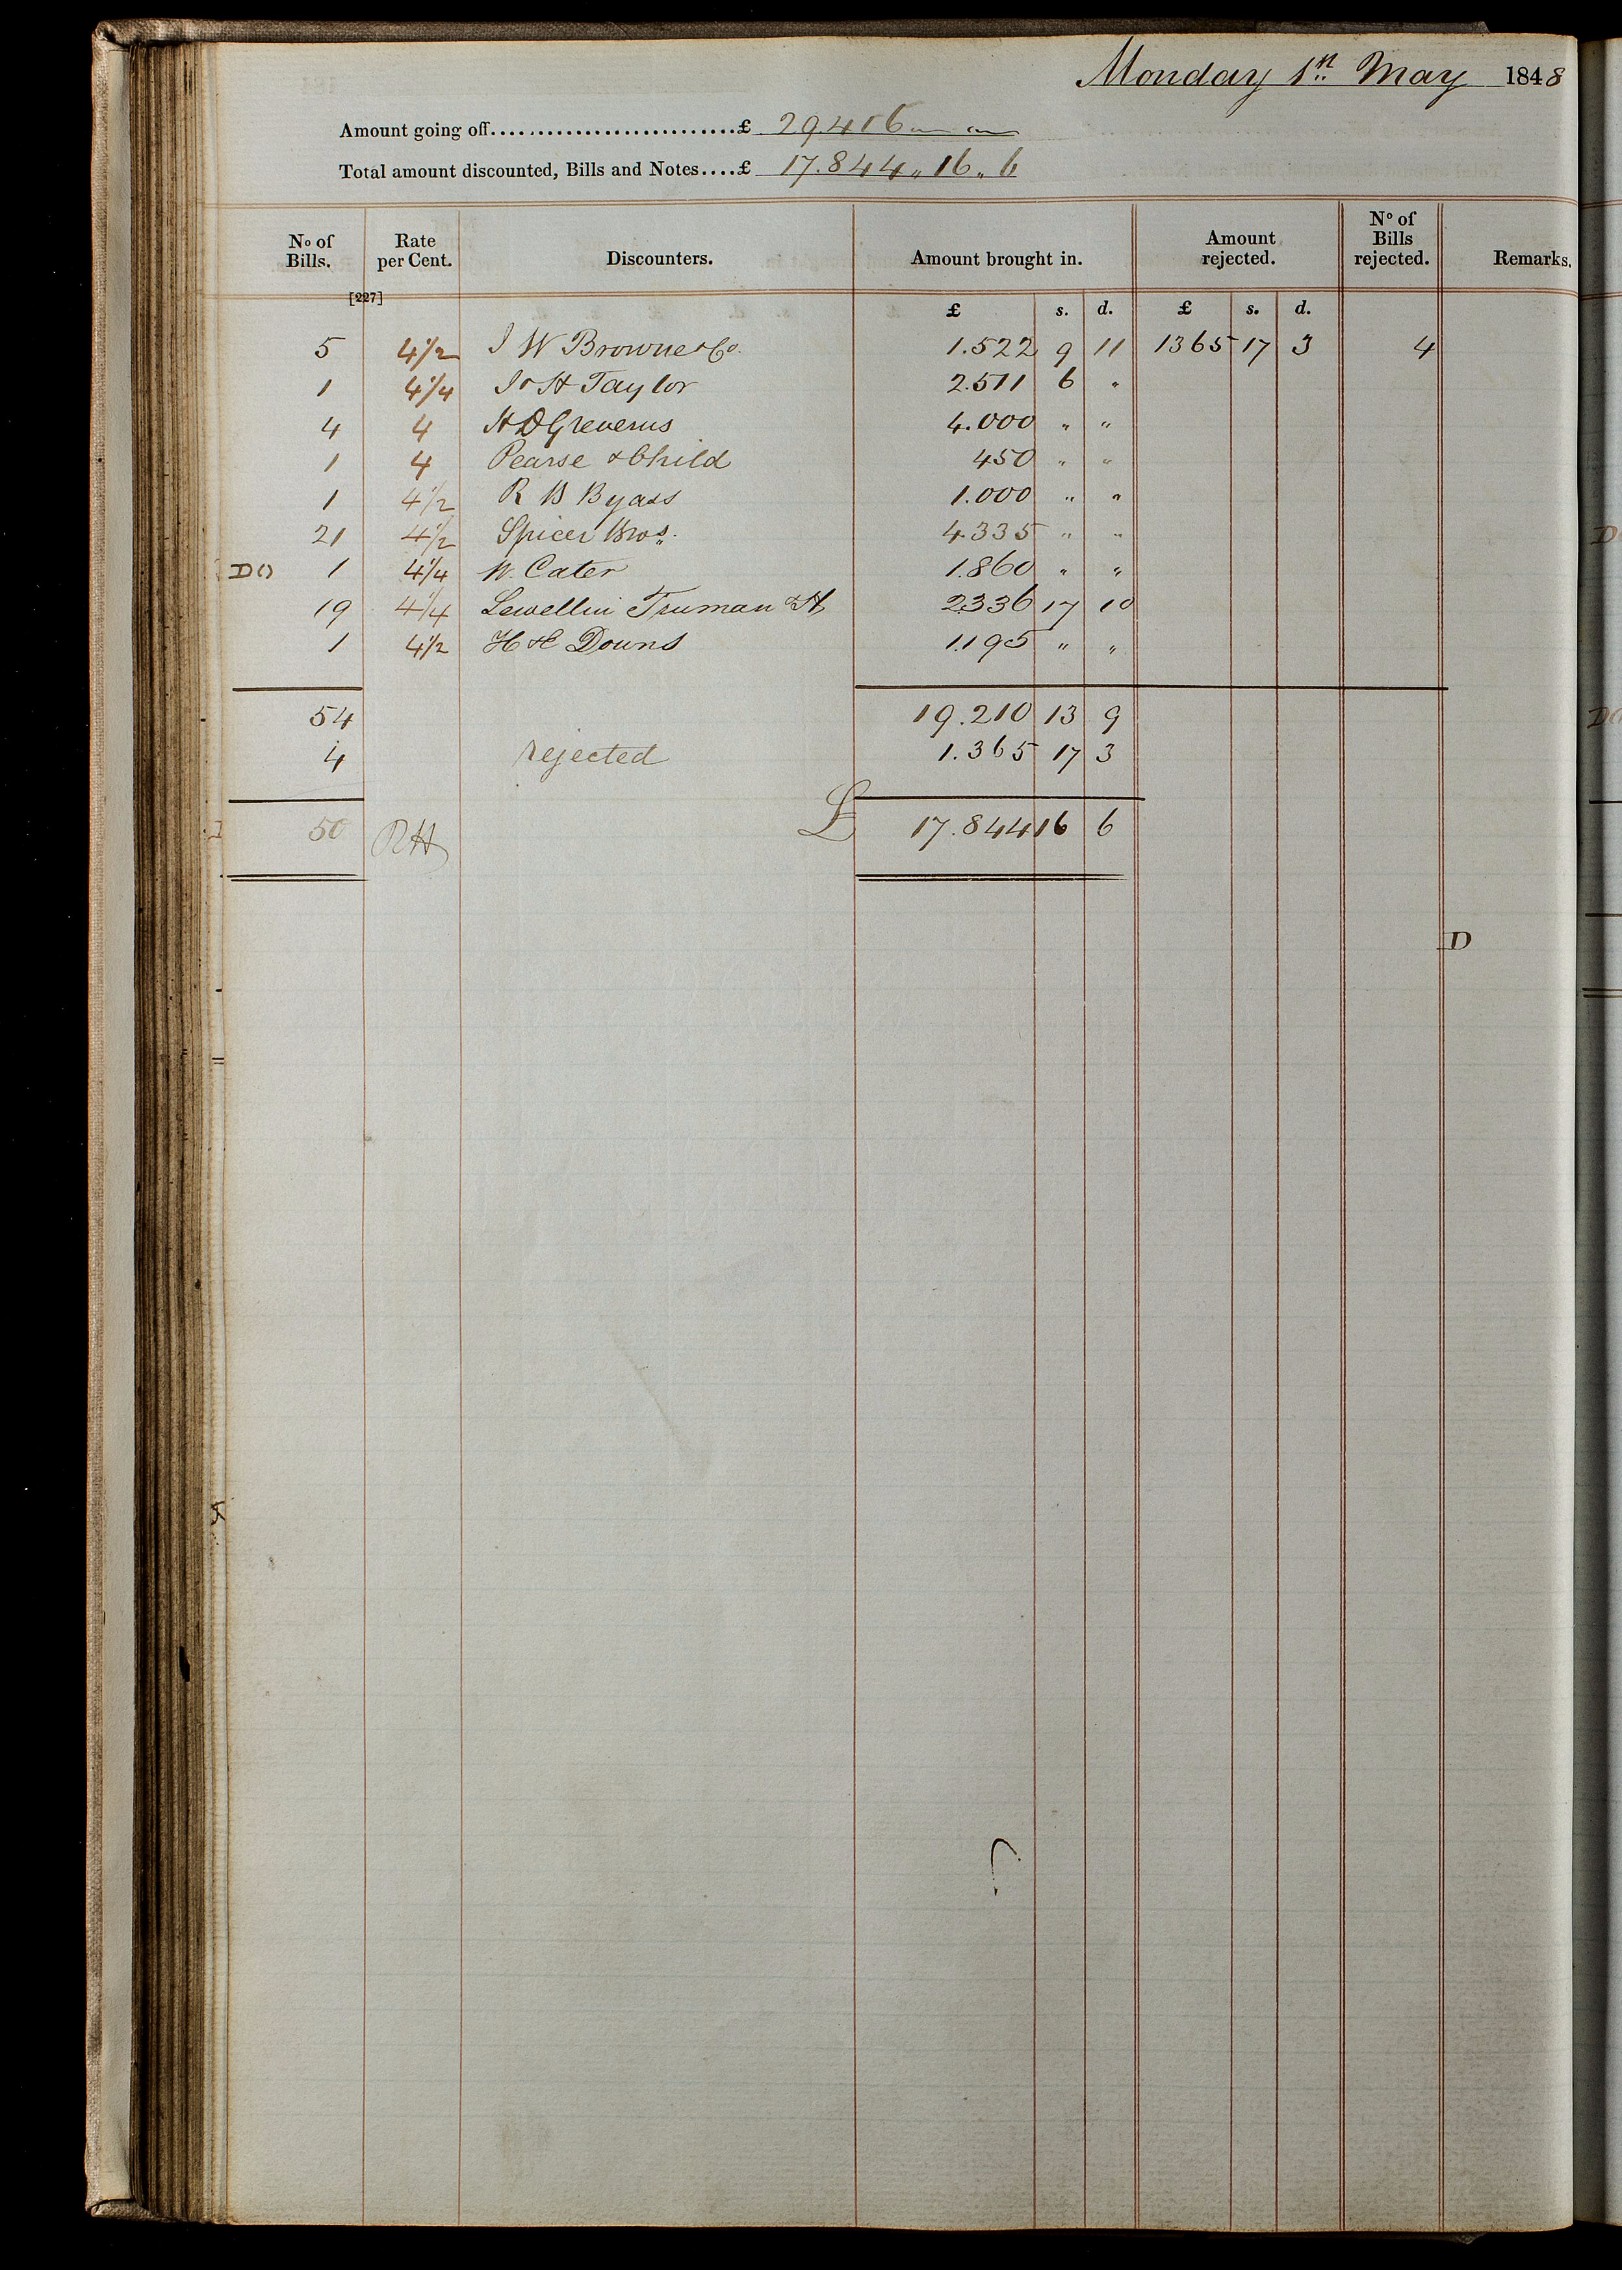 Monday 1st May 1848
Amount going off..........................£ 29.416
Total amount discounted, Bills and Notes....£ 17.844 „ 16 „ 6
No of Bills. Rate per Cent. Discounters. Amount brought in. Amount rejected. No of Bills rejected. Remarks.
[227]
£ s. d. £ s. d.
5 4½ J W Browne & Co. 1.522 9 11 1365 17 3 4
1 4¼ J & H Taylor 2.511 6 „
4 4 H D Greverus 4.000 „ „
1 4 Pearse & Child 450 „ „
1 4½ R B Byass 1.000 „ „
21 4½ Spicer Bros. 4.335 „ „
DO 1 4¼ W. Cater 1.860 „ „
19 4¼ Lewellin Truman & H 2336 17 10
1 4½ H & E Downs 1.195 „ „
54 19.210 13 9
4 rejected 1.365 17 3
50 RH £ 17.844 16 6
D